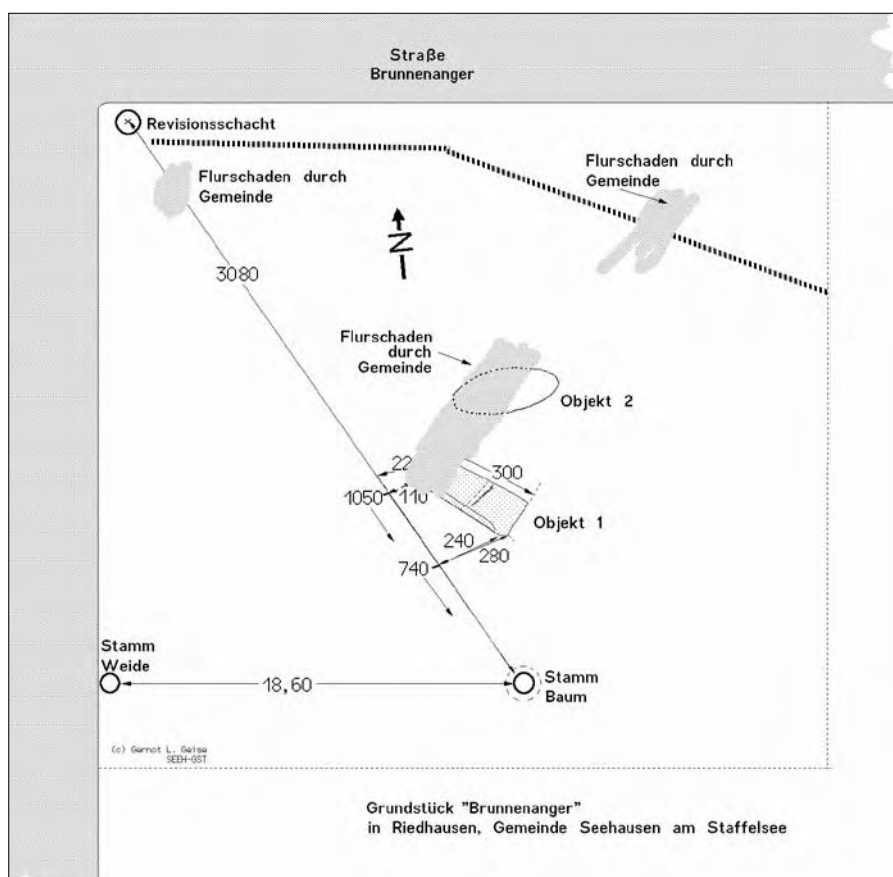 Straße
Brunnenanger
Revisionsschacht
Flurschaden durch
Gemeinde
Flurschaden durch
Gemeinde
N
3080
Flurschaden
durch
Gemeinde
Objekt 2
22
300
1050
110
Objekt 1
240
280
740
Stamm
Weide
18,60
Stamm
Baum
(c) Gernot L. Geise
SEEH-GST
Grundstück "Brunnenanger"
in Riedhausen, Gemeinde Seehausen am Staffelsee